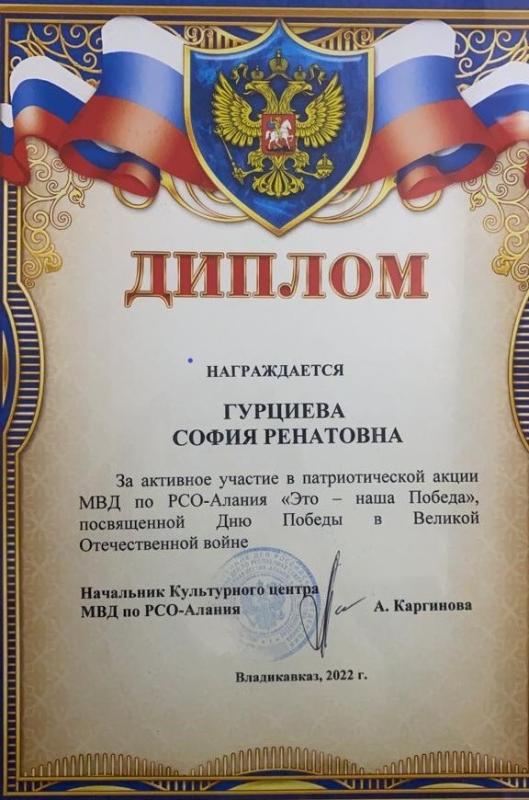 ДИПЛОМ
НАГРАЖДАЕТСЯ
ГУРЦИЕВА
СОФИЯ РЕНАТОВНА
За активное участие в патриотической акции
МВД по РСО-Алания «Это – наша Победа»,
посвященной Дню Победы в Великой
Отечественной войне
Начальник Культурного центра
МВД по РСО-Алания А. Каргинова
Владикавказ, 2022 г.